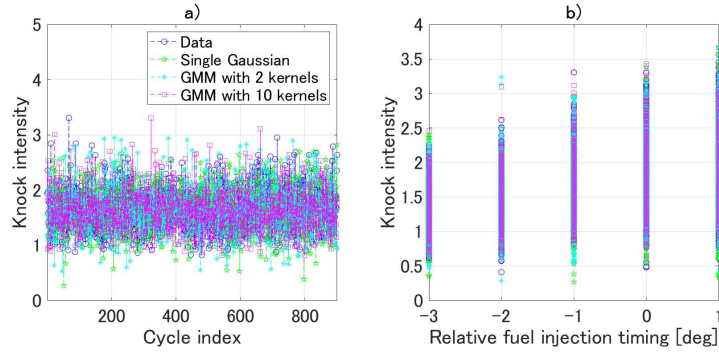 a)
5
4
3
2
1
0
Knock intensity
200
400
600
800
Cycle index
Data
Single Gaussian
GMM with 2 kernels
GMM with 10 kernels
b)
4
3.5
3
2.5
2
1.5
1
0.5
0
Knock intensity
-3
-2
-1
0
1
Relative fuel injection timing [deg]